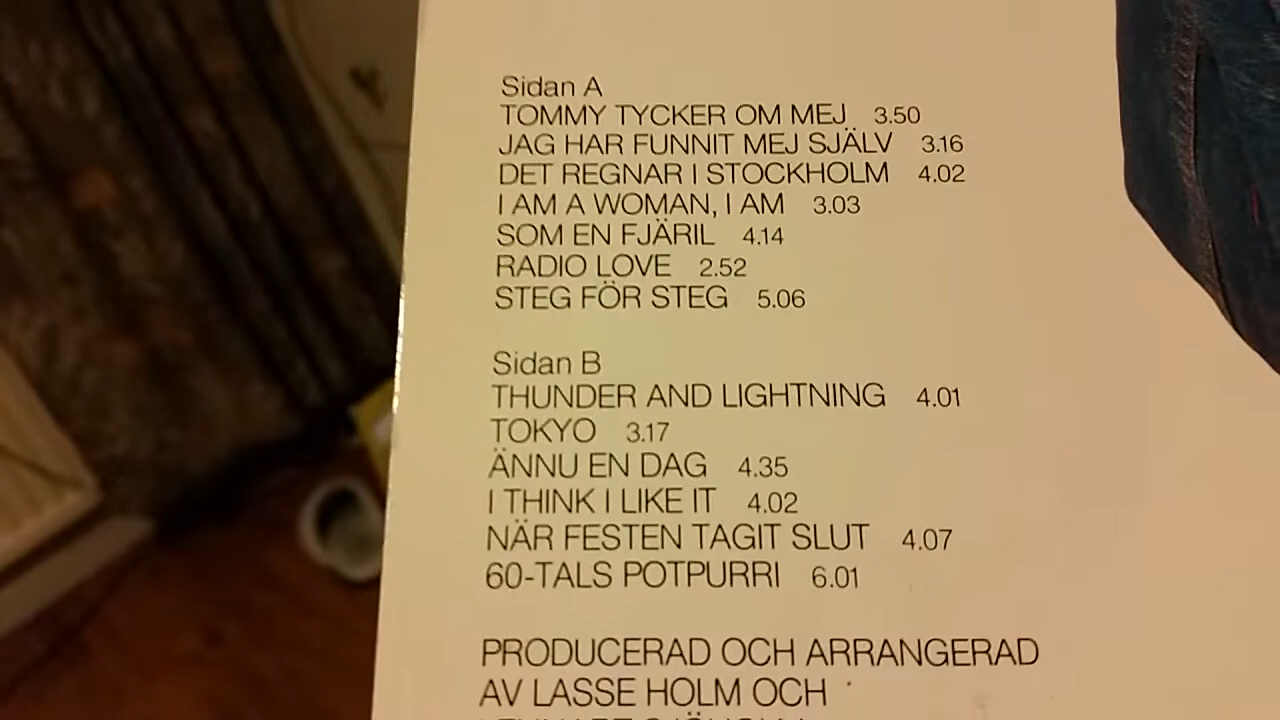 Sidan A
TOMMY TYCKER OM MEJ 3.50
JAG HAR FUNNIT MEJ SJÄLV 3.16
DET REGNAR I STOCKHOLM 4.02
I AM A WOMAN, I AM 3.03
SOM EN FJÄRIL 4.14
RADIO LOVE 2.52
STEG FÖR STEG 5.06
Sidan B
THUNDER AND LIGHTNING 4.01
TOKYO 3.17
ÄNNU EN DAG 4.35
I THINK I LIKE IT 4.02
NÄR FESTEN TAGIT SLUT 4.07
60-TALS POTPURRI 6.01
PRODUCERAD OCH ARRANGERAD
AV LASSE HOLM OCH